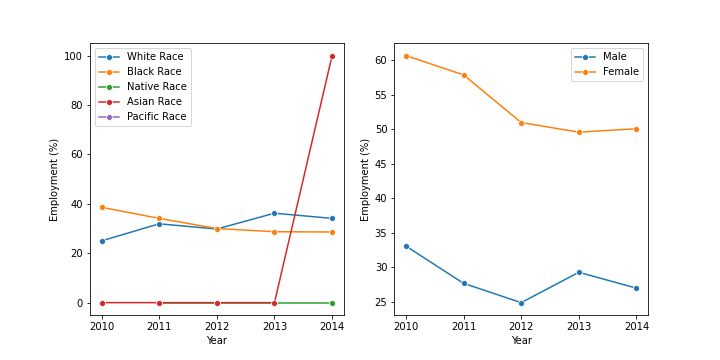 100
80
60
40
20
0
Employment (%)
2010 2011 2012 2013 2014
Year
White Race
Black Race
Native Race
Asian Race
Pacific Race
60
55
50
45
40
35
30
25
Employment (%)
2010 2011 2012 2013 2014
Year
Male
Female